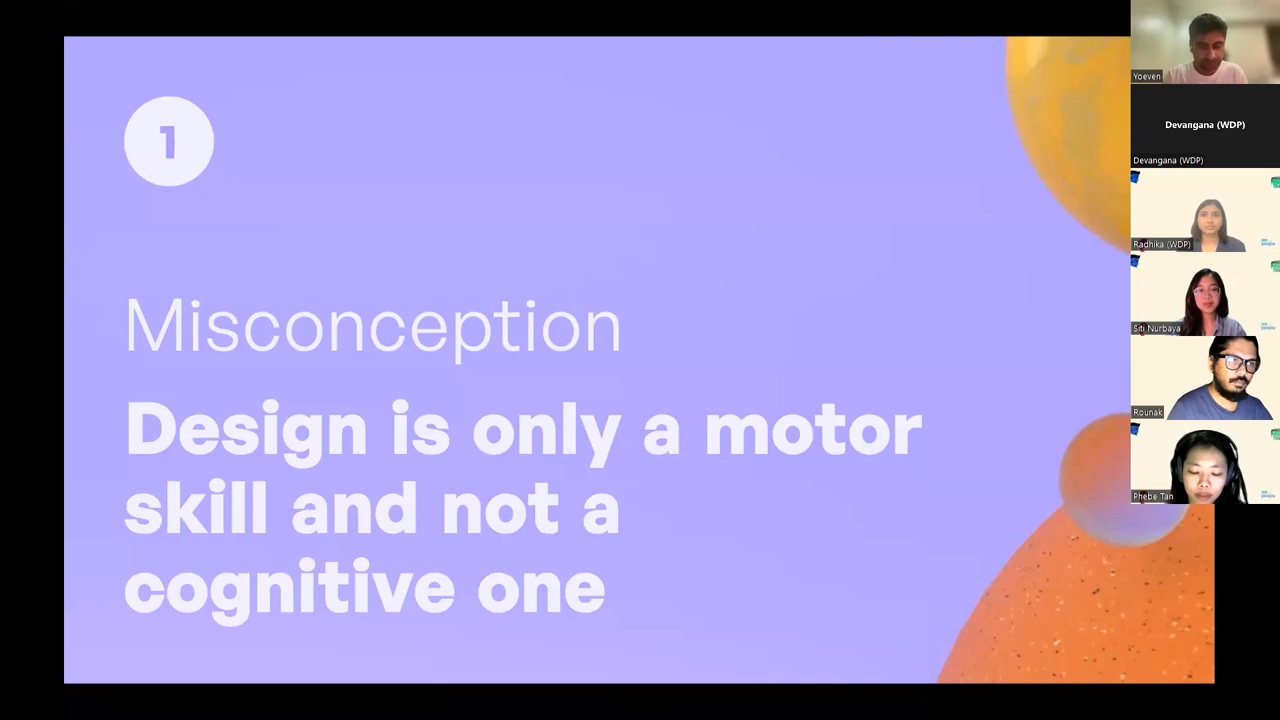 1
Misconception
Design is only a motor
skill and not a
cognitive one
Yoeven
Devangana (WDP)
Devangana (WDP)
Radhika (WDP)
Siti Nurbaya
Rounak
Phebe Tan